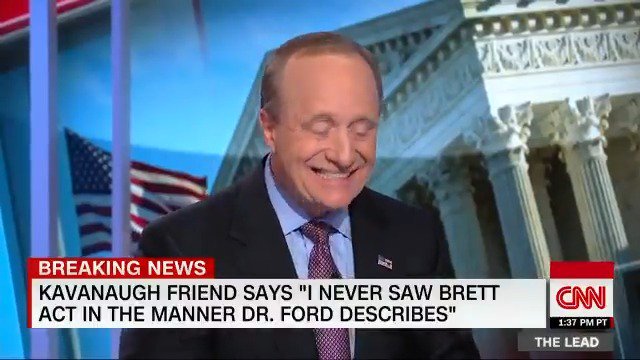 BREAKING NEWS
KAVANAUGH FRIEND SAYS "I NEVER SAW BRETT
ACT IN THE MANNER DR. FORD DESCRIBES"
CNN
1:37 PM PT
THE LEAD